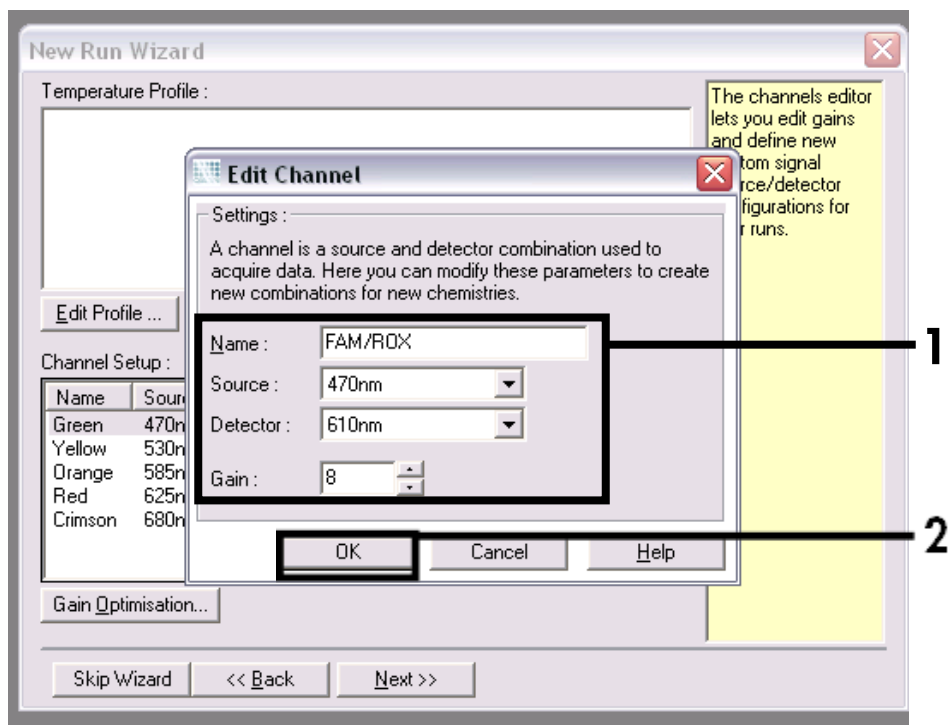 New Run Wizard
Temperature Profile :
The channels editor
lets you edit gains
and define new
tom signal
rce/detector
figurations for
r runs.
Edit Channel
Settings :
A channel is a source and detector combination used to
acquire data. Here you can modify these parameters to create
new combinations for new chemistries.
Edit Profile ...
Name : FAM/ROX
1
Channel Setup :
Source : 470nm
Name Sour
Detector : 610nm
Green 470n
Yellow 530n
Orange 585n
Gain : 8
Red 625n
Crimson 680n
2
OK Cancel Help
Gain Optimisation...
Skip Wizard << Back Next >>